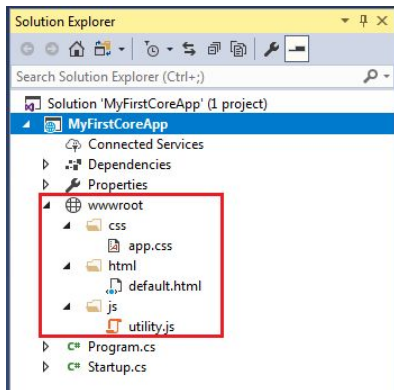 Solution Explorer
Search Solution Explorer (Ctrl+;)
Solution 'MyFirstCoreApp' (1 project)
MyFirstCoreApp
Connected Services
Dependencies
Properties
wwwroot
css
app.css
html
default.html
js
utility.js
C# Program.cs
C# Startup.cs